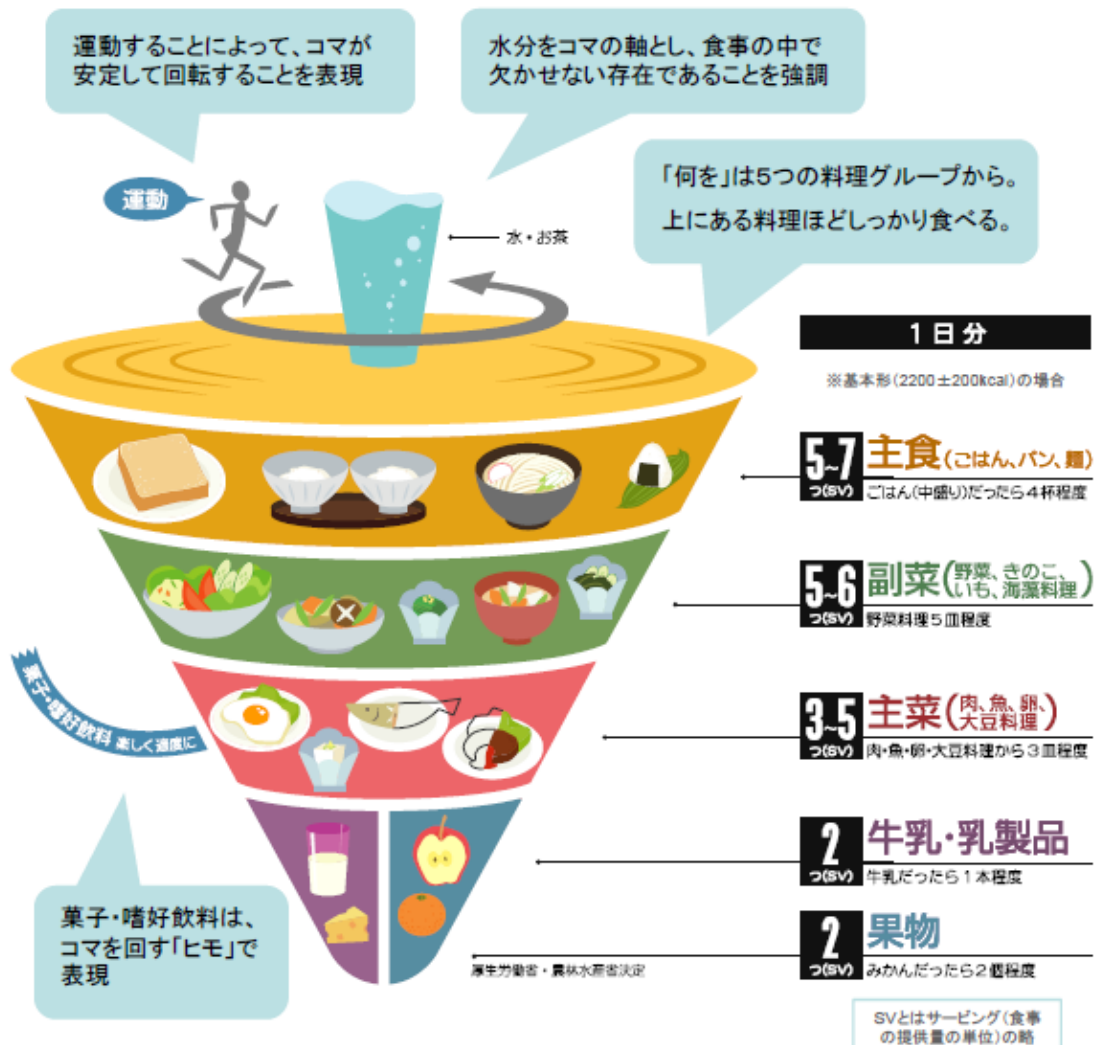 運動することによって、コマが
安定して回転することを表現
水分をコマの軸とし、食事の中で
欠かせない存在であることを強調
「何を」は5つの料理グループから。
上にある料理ほどしっかり食べる。
運動
水・お茶
1日分
※基本形(2200±200kcal)の場合
5~7
つ(SV)
主食(ごはん、パン、麺)
ごはん(中盛り)だったら4杯程度
5~6
つ(SV)
副菜(野菜、きのこ、
いも、海藻料理)
野菜料理5皿程度
3~5
つ(SV)
主菜(肉、魚、卵、
大豆料理)
肉・魚・卵・大豆料理から3皿程度
菓子・嗜好飲料 楽しく適度に
2
つ(SV)
牛乳・乳製品
牛乳だったら1本程度
2
つ(SV)
果物
みかんだったら2個程度
菓子・嗜好飲料は、
コマを回す「ヒモ」で
表現
厚生労働省・農林水産省決定
SVとはサービング(食事
の提供量の単位)の略